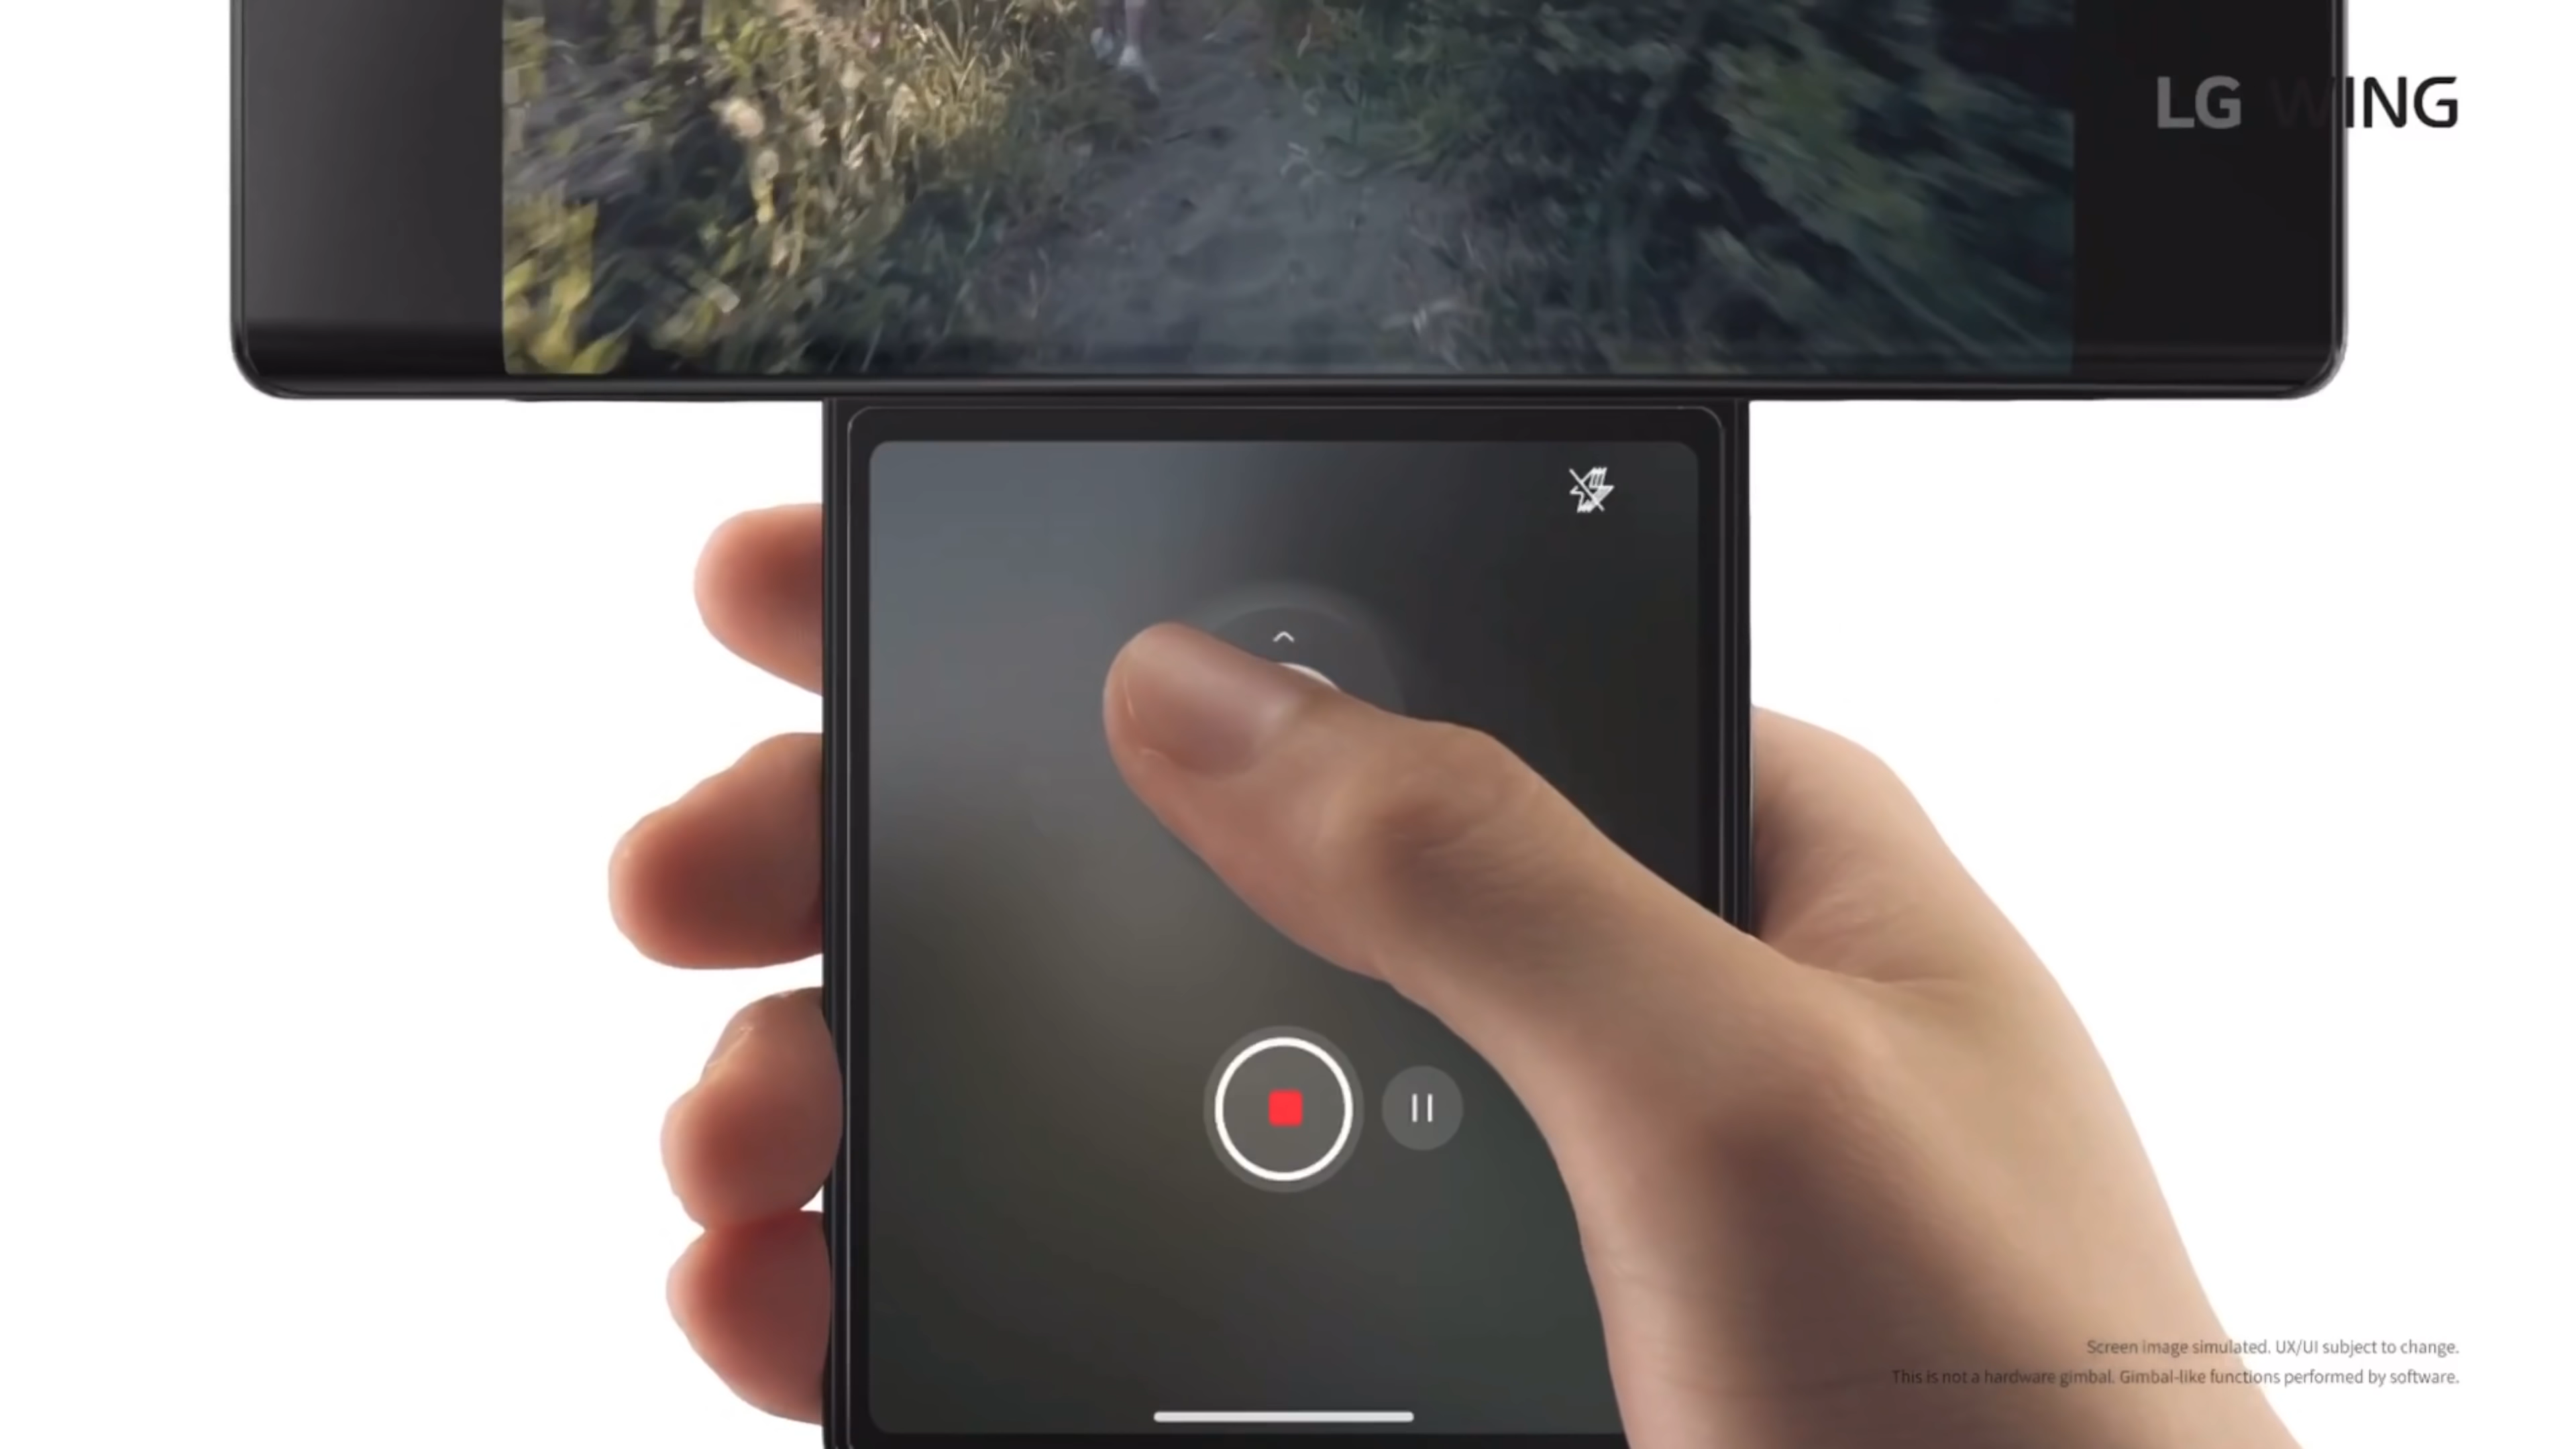 LG WING
Screen image simulated. UX/UI subject to change.
This is not a hardware gimbal. Gimbal-like functions performed by software.